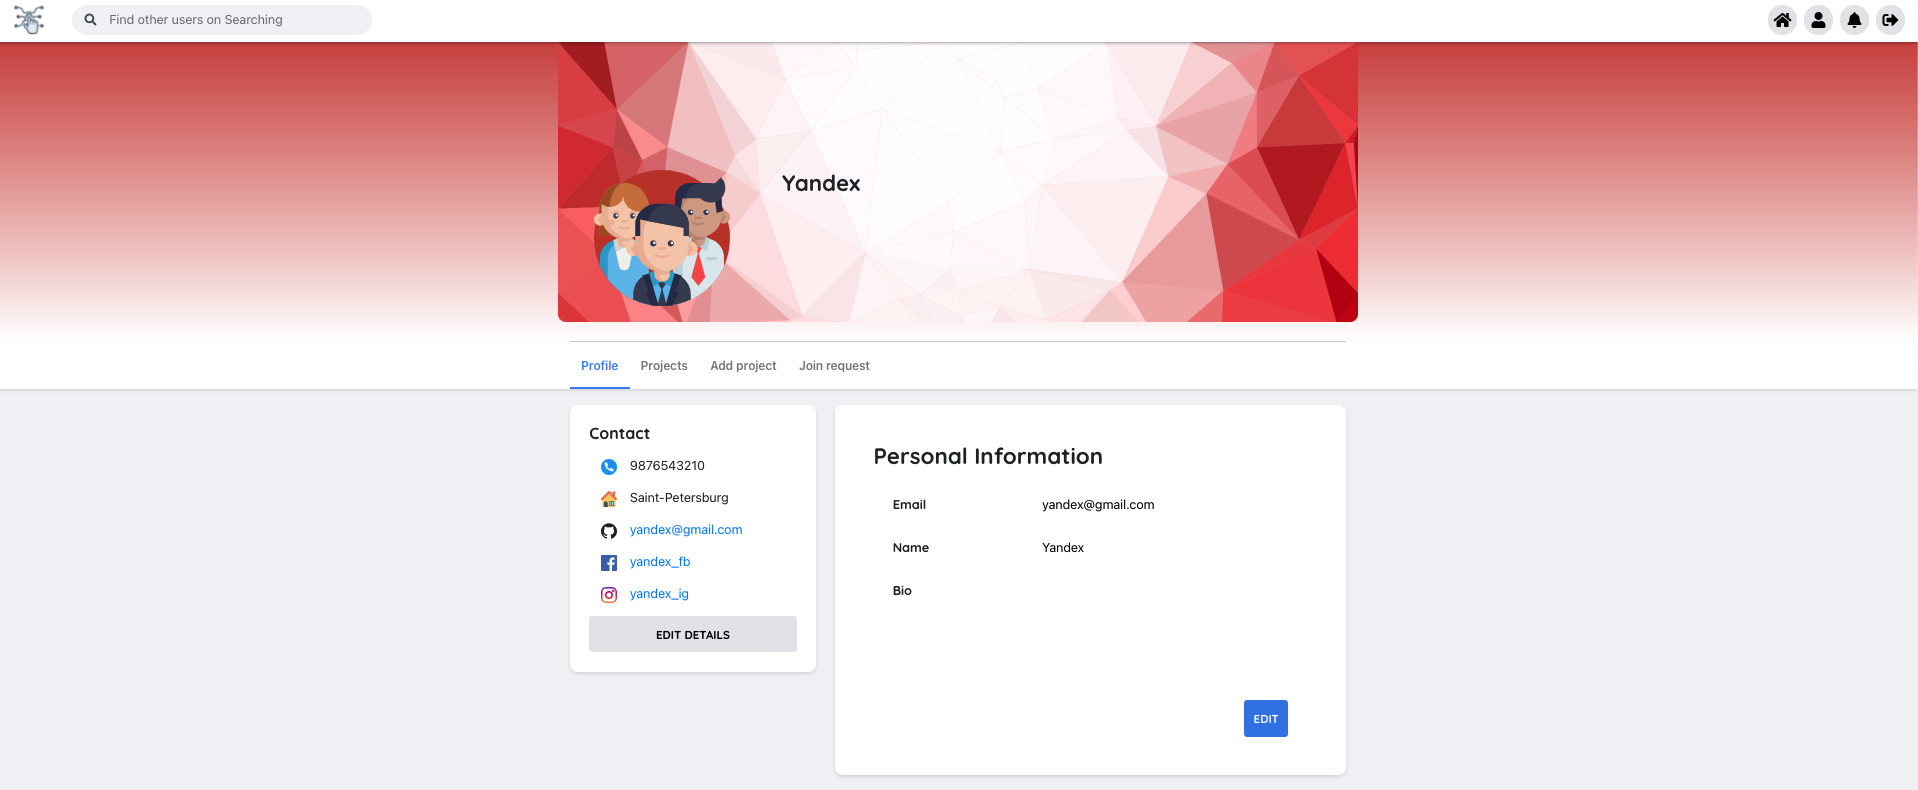 Find other users on Searching
Yandex
Profile Projects Add project Join request
Contact
9876543210
Saint-Petersburg
yandex@gmail.com
yandex_fb
yandex_ig
EDIT DETAILS
Personal Information
Email yandex@gmail.com
Name Yandex
Bio
EDIT